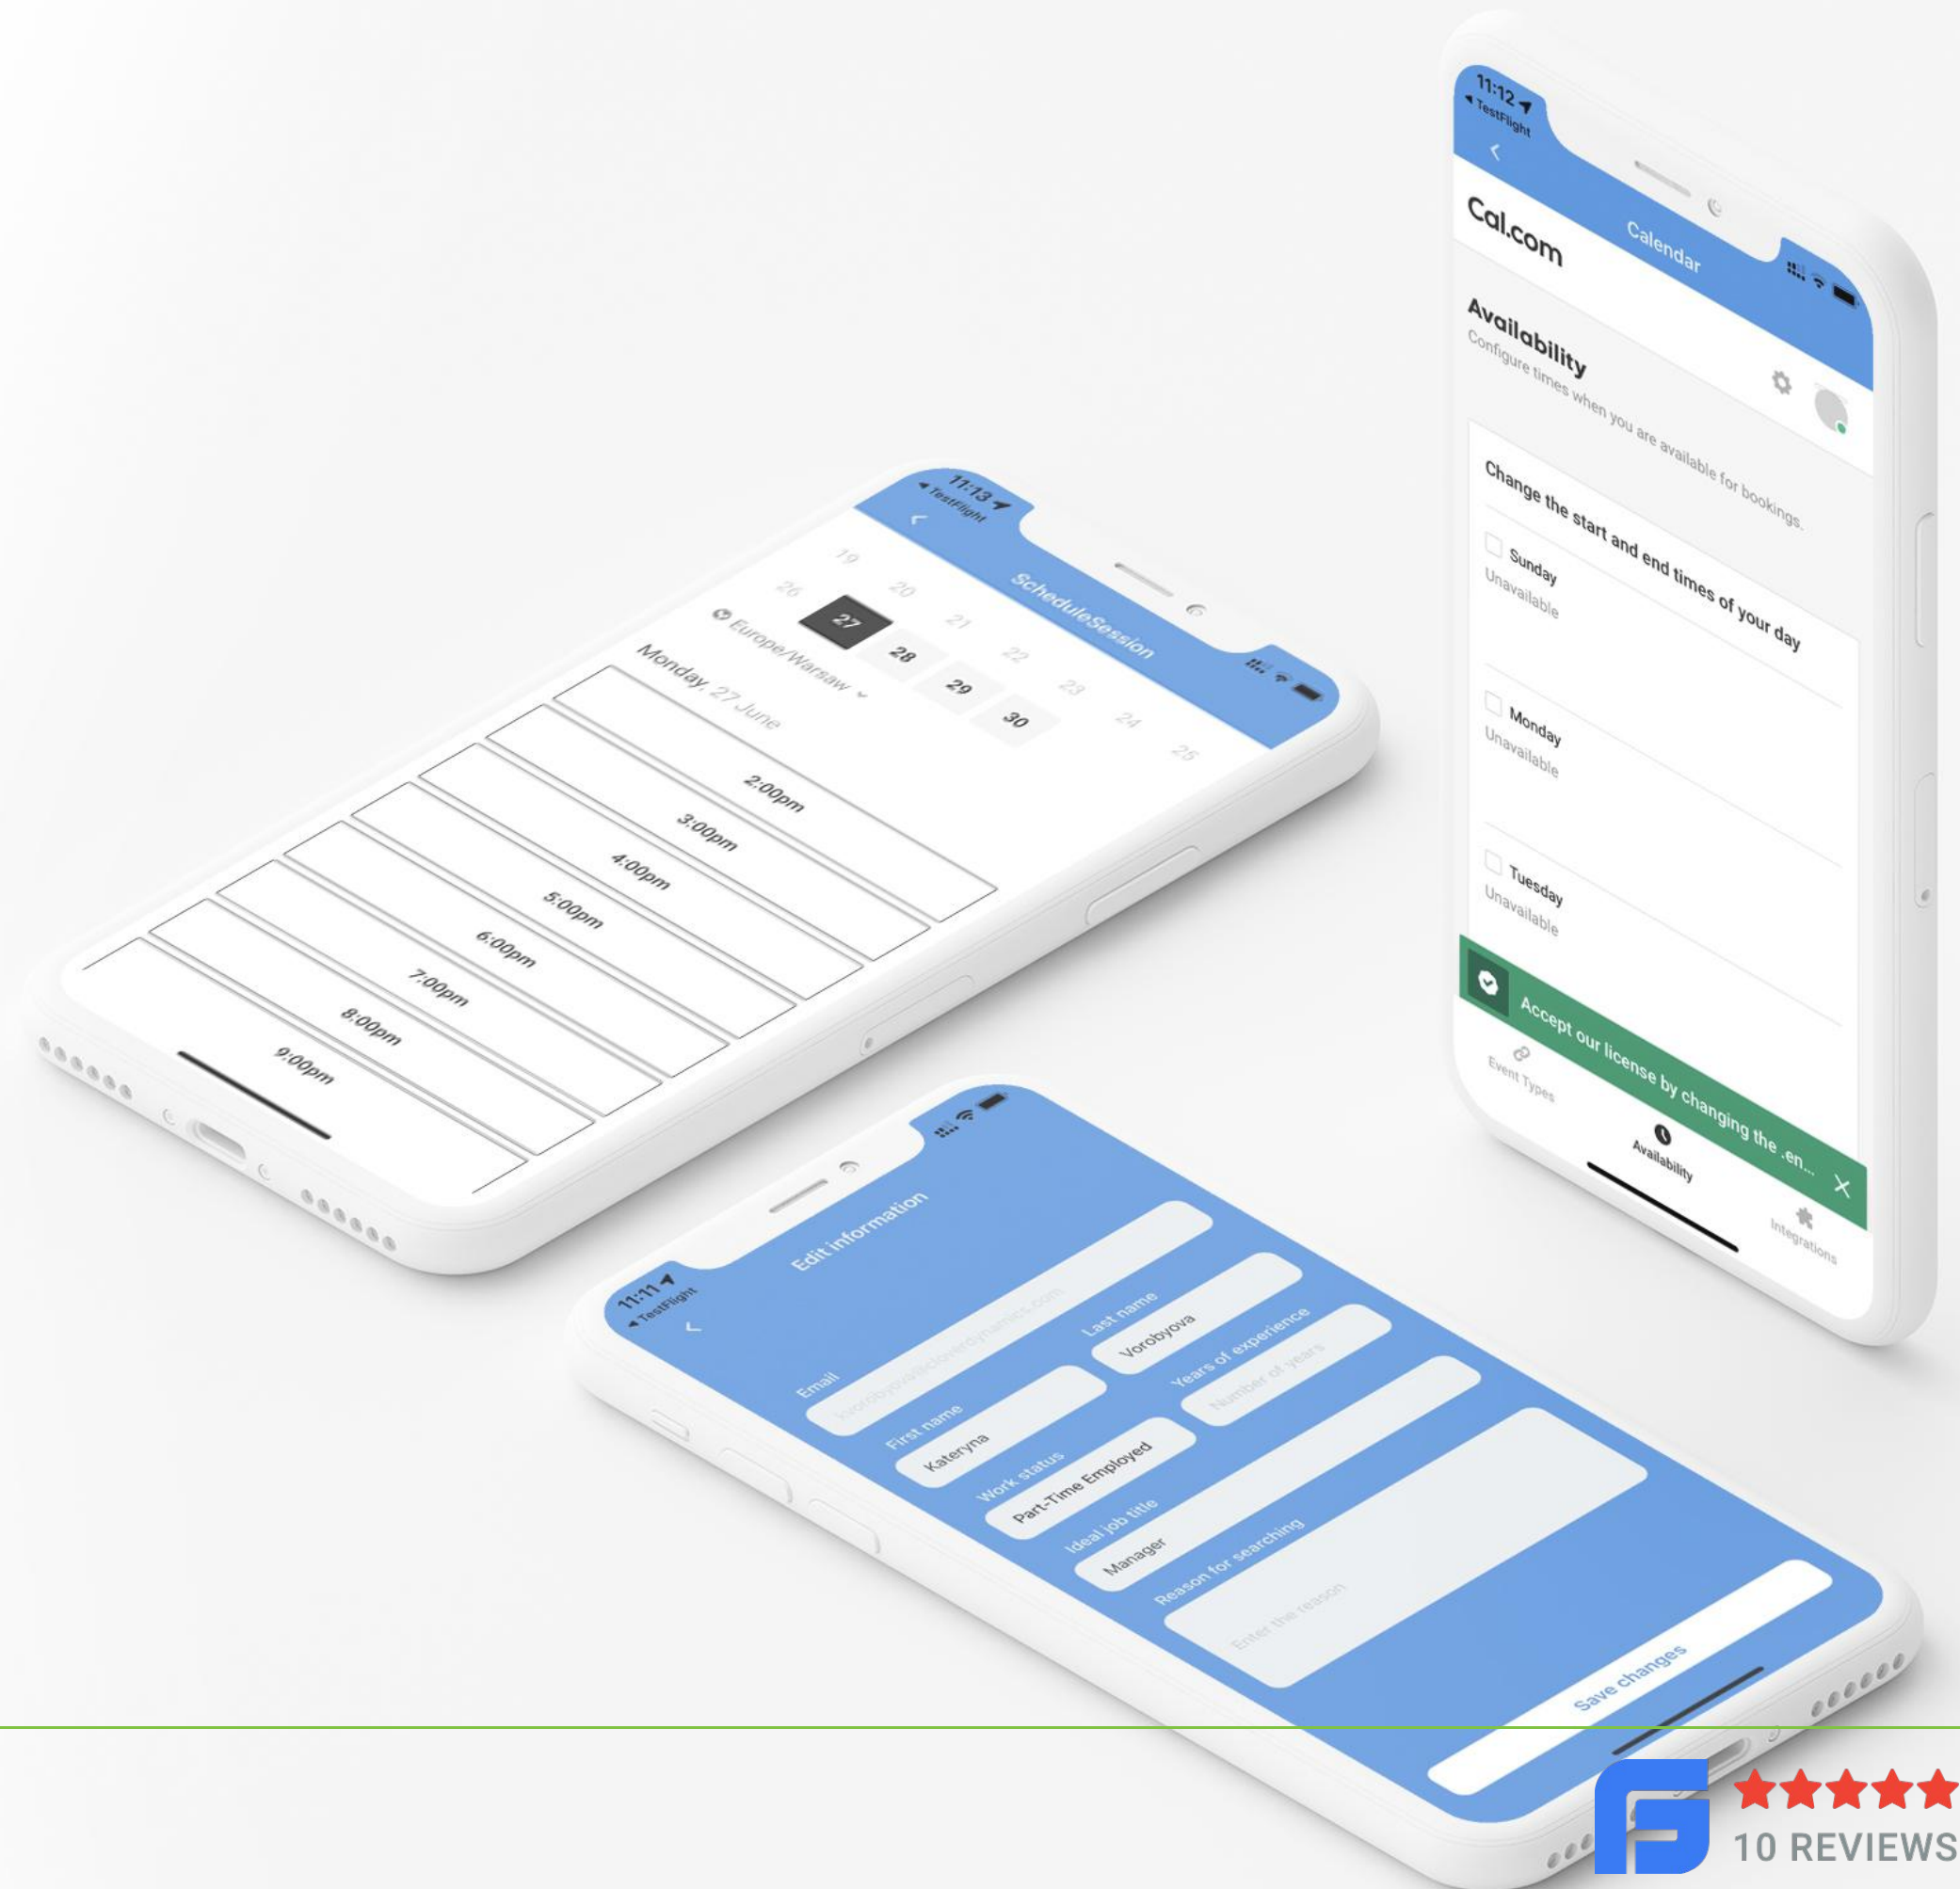 11:12
◀ TestFlight
Calendar
Cal.com
Availability
Configure times when you are available for bookings.
Change the start and end times of your day
Sunday
Unavailable
Monday
Unavailable
Tuesday
Unavailable
Accept our license by changing the .en...
Event Types
Availability
Integrations
11:13
◀ TestFlight
ScheduleSession
19 20 21 22 23 24 25
26 27 28 29 30
Europe/Warsaw
Monday, 27 June
2:00pm
3:00pm
4:00pm
5:00pm
6:00pm
7:00pm
8:00pm
9:00pm
11:11
◀ TestFlight
Edit information
Email
kvorobyova@cloverdynamics.com
First name
Last name
Kateryna
Vorobyova
Work status
Years of experience
Part-Time Employed
Number of years
Ideal job title
Manager
Reason for searching
Enter the reason
Save changes
10 REVIEWS